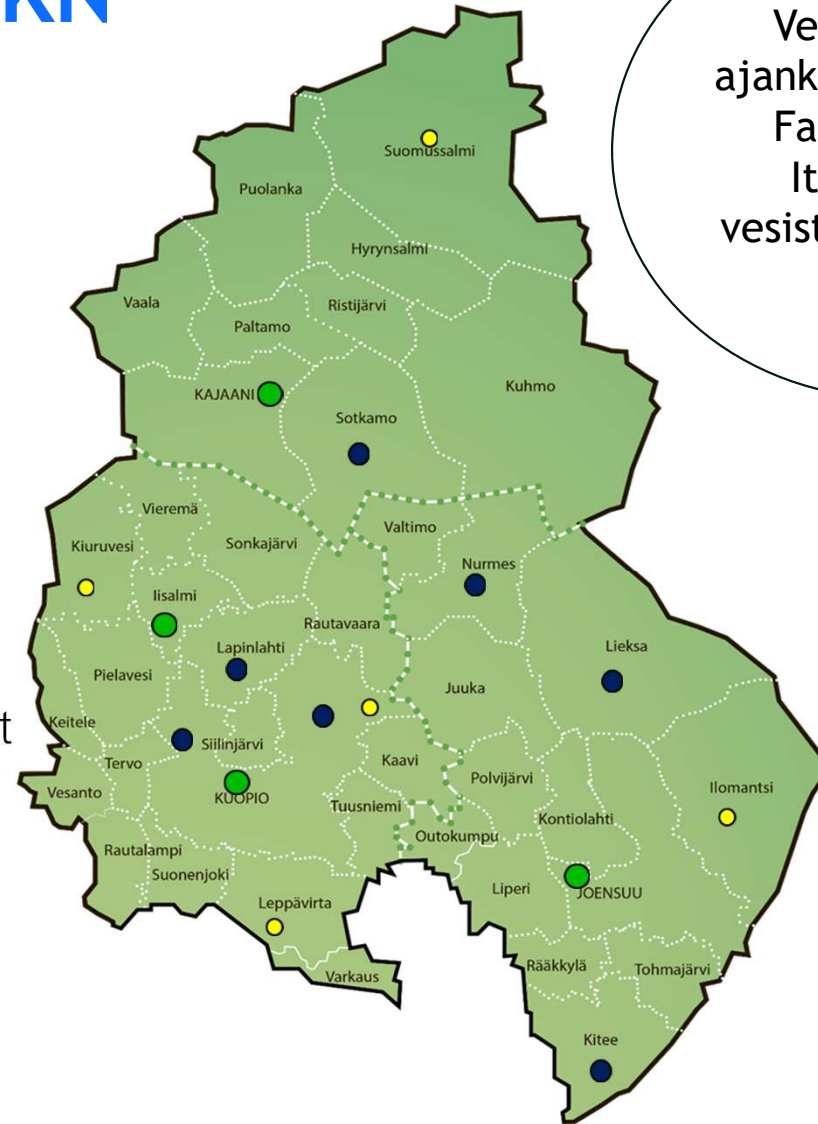 KN
Ve
ajank
Fa
It
vesist
Suomussalmi
Puolanka
Hyrynsalmi
Vaala
Ristijärvi
Paltamo
KAJAANI
Kuhmo
Sotkamo
Vieremä
Valtimo
Kiuruvesi
Sonkajärvi
Nurmes
Iisalmi
Rautavaara
Lapinlahti
Lieksa
Pielavesi
Juuka
Keitele
t
Siilinjärvi
Tervo
Kaavi
Polvijärvi
Vesanto
KUOPIO
Ilomantsi
Tuusniemi
Kontiolahti
Outokumpu
Rautalampi
Suonenjoki
Liperi
JOENSUU
Leppävirta
Rääkkylä
Tohmajärvi
Varkaus
Kitee